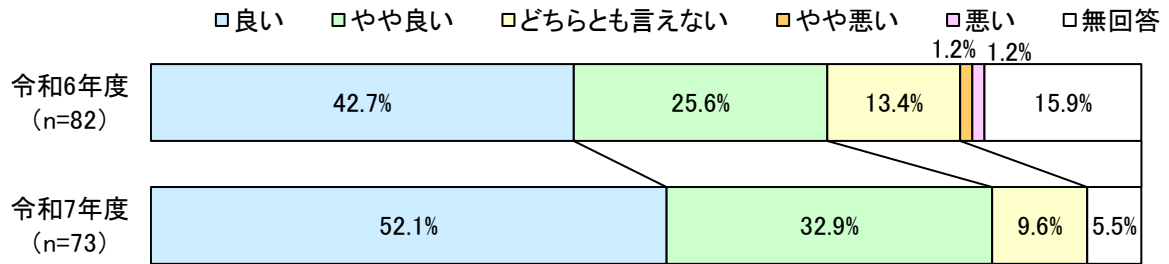 □良い □やや良い □どちらとも言えない □やや悪い □悪い □無回答
1.2% 1.2%
令和6年度
（n=82）
42.7% 25.6% 13.4% 15.9%
令和7年度
（n=73）
52.1% 32.9% 9.6% 5.5%